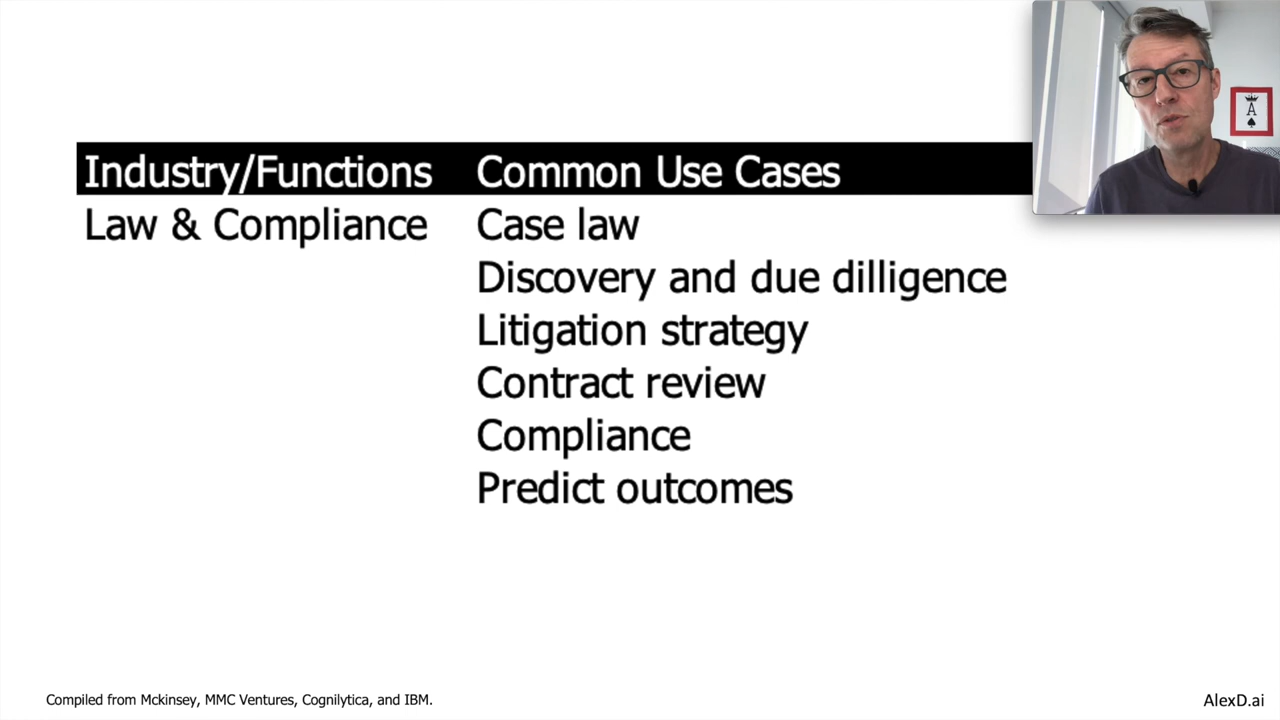 Industry/Functions Common Use Cases
Law & Compliance Case law
Discovery and due dilligence
Litigation strategy
Contract review
Compliance
Predict outcomes
A
Compiled from Mckinsey, MMC Ventures, Cognilytica, and IBM.
AlexD.ai